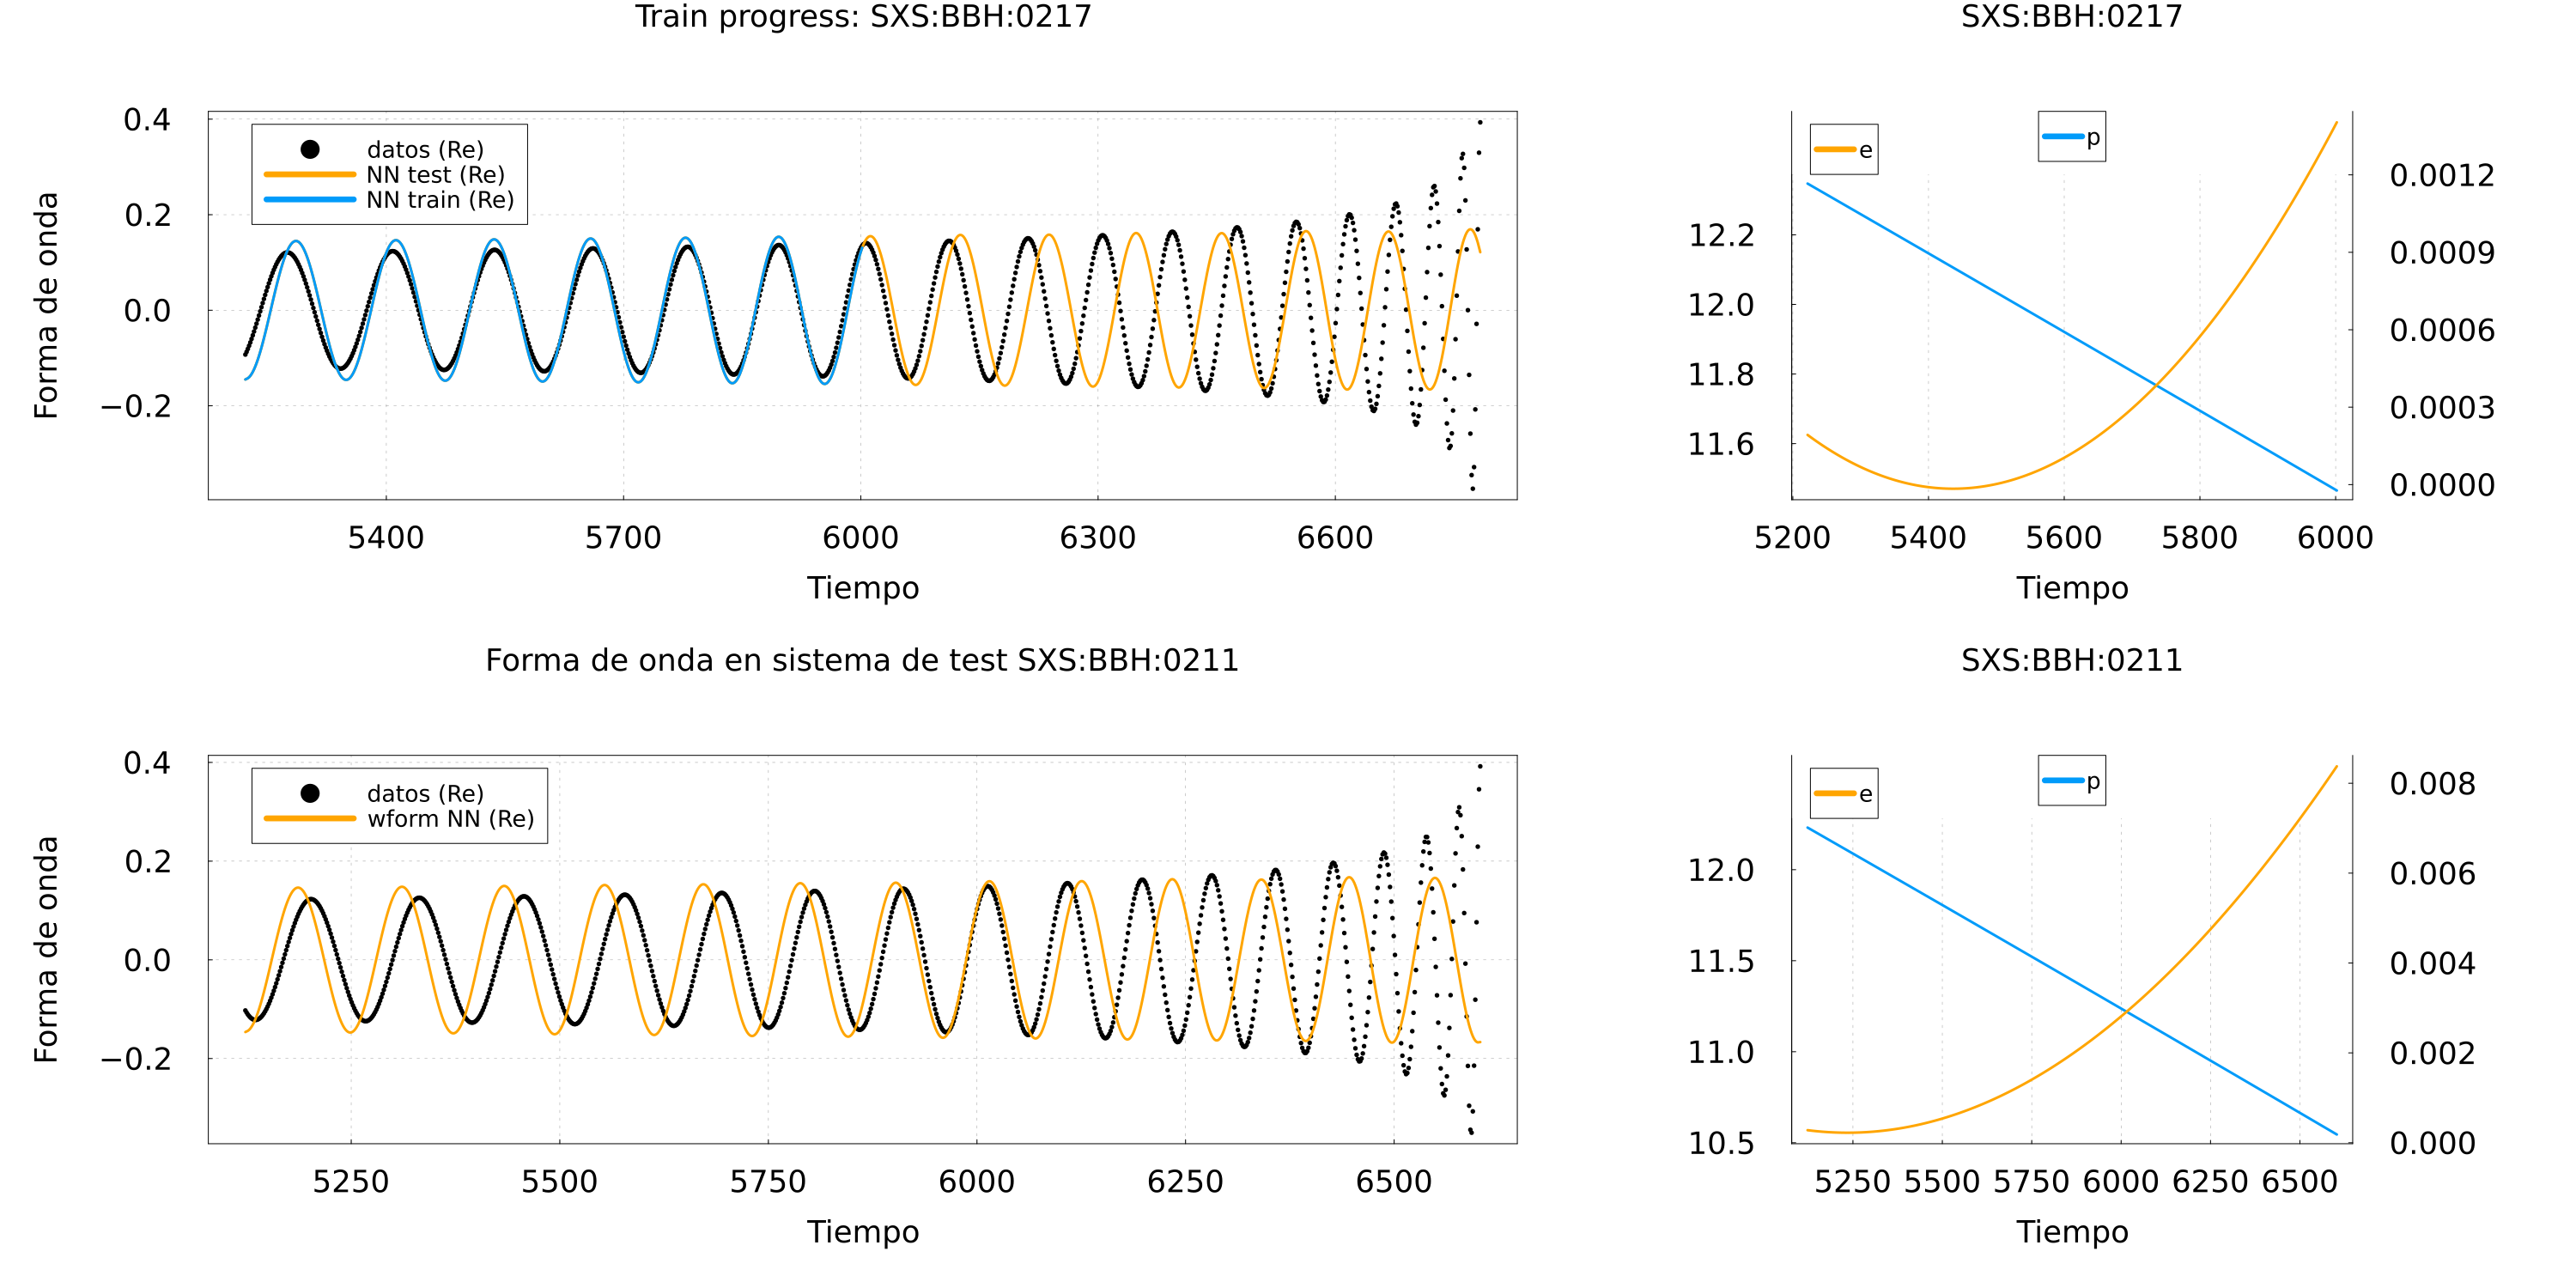 Train progress: SXS:BBH:0217
Forma de onda
0.4
0.2
0.0
−0.2
datos (Re)
NN test (Re)
NN train (Re)
5400 5700 6000 6300 6600
Tiempo
SXS:BBH:0217
e
p
12.2
12.0
11.8
11.6
0.0012
0.0009
0.0006
0.0003
0.0000
5200 5400 5600 5800 6000
Tiempo
Forma de onda en sistema de test SXS:BBH:0211
Forma de onda
0.4
0.2
0.0
−0.2
datos (Re)
wform NN (Re)
5250 5500 5750 6000 6250 6500
Tiempo
SXS:BBH:0211
e
p
12.0
11.5
11.0
10.5
0.008
0.006
0.004
0.002
0.000
5250 5500 5750 6000 6250 6500
Tiempo